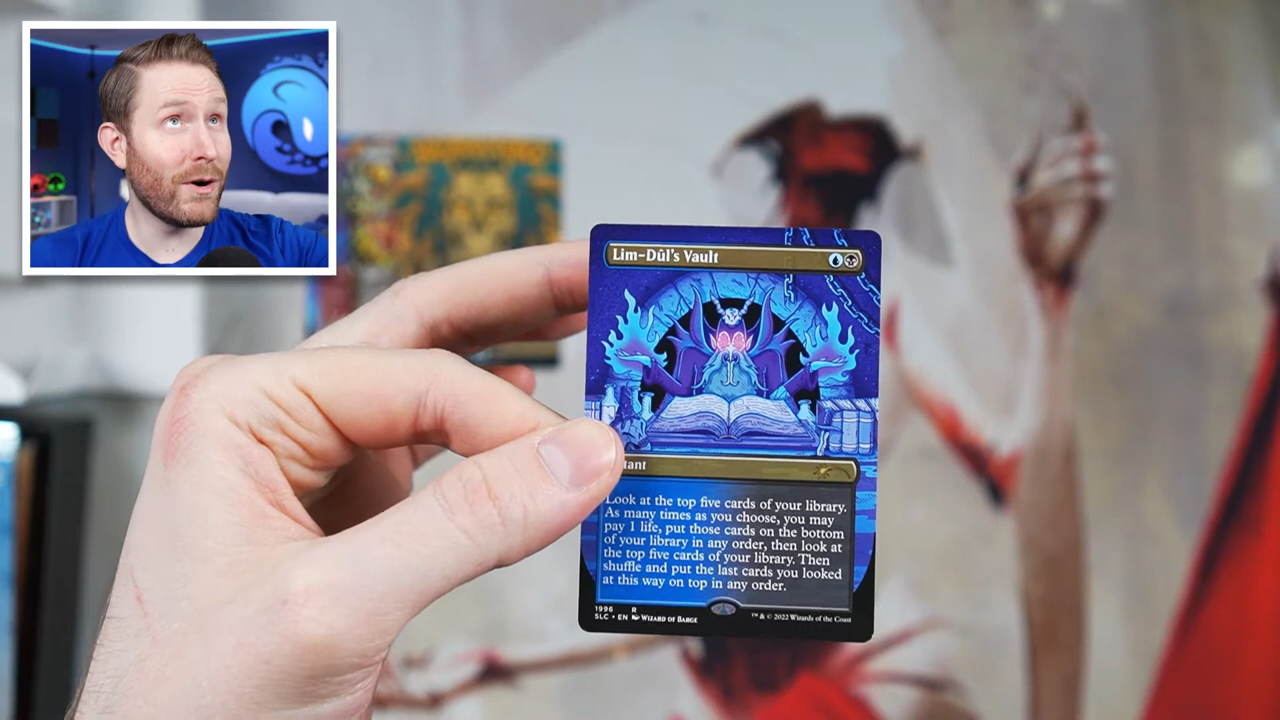 Lim-Dûl's Vault
tant
Look at the top five cards of your library.
As many times as you choose, you may
pay 1 life, put those cards on the bottom
of your library in any order, then look at
the top five cards of your library. Then
shuffle and put the last cards you looked
at this way on top in any order.
1996 R
SLC • EN Wizard of Barge
™ & © 2022 Wizards of the Coast